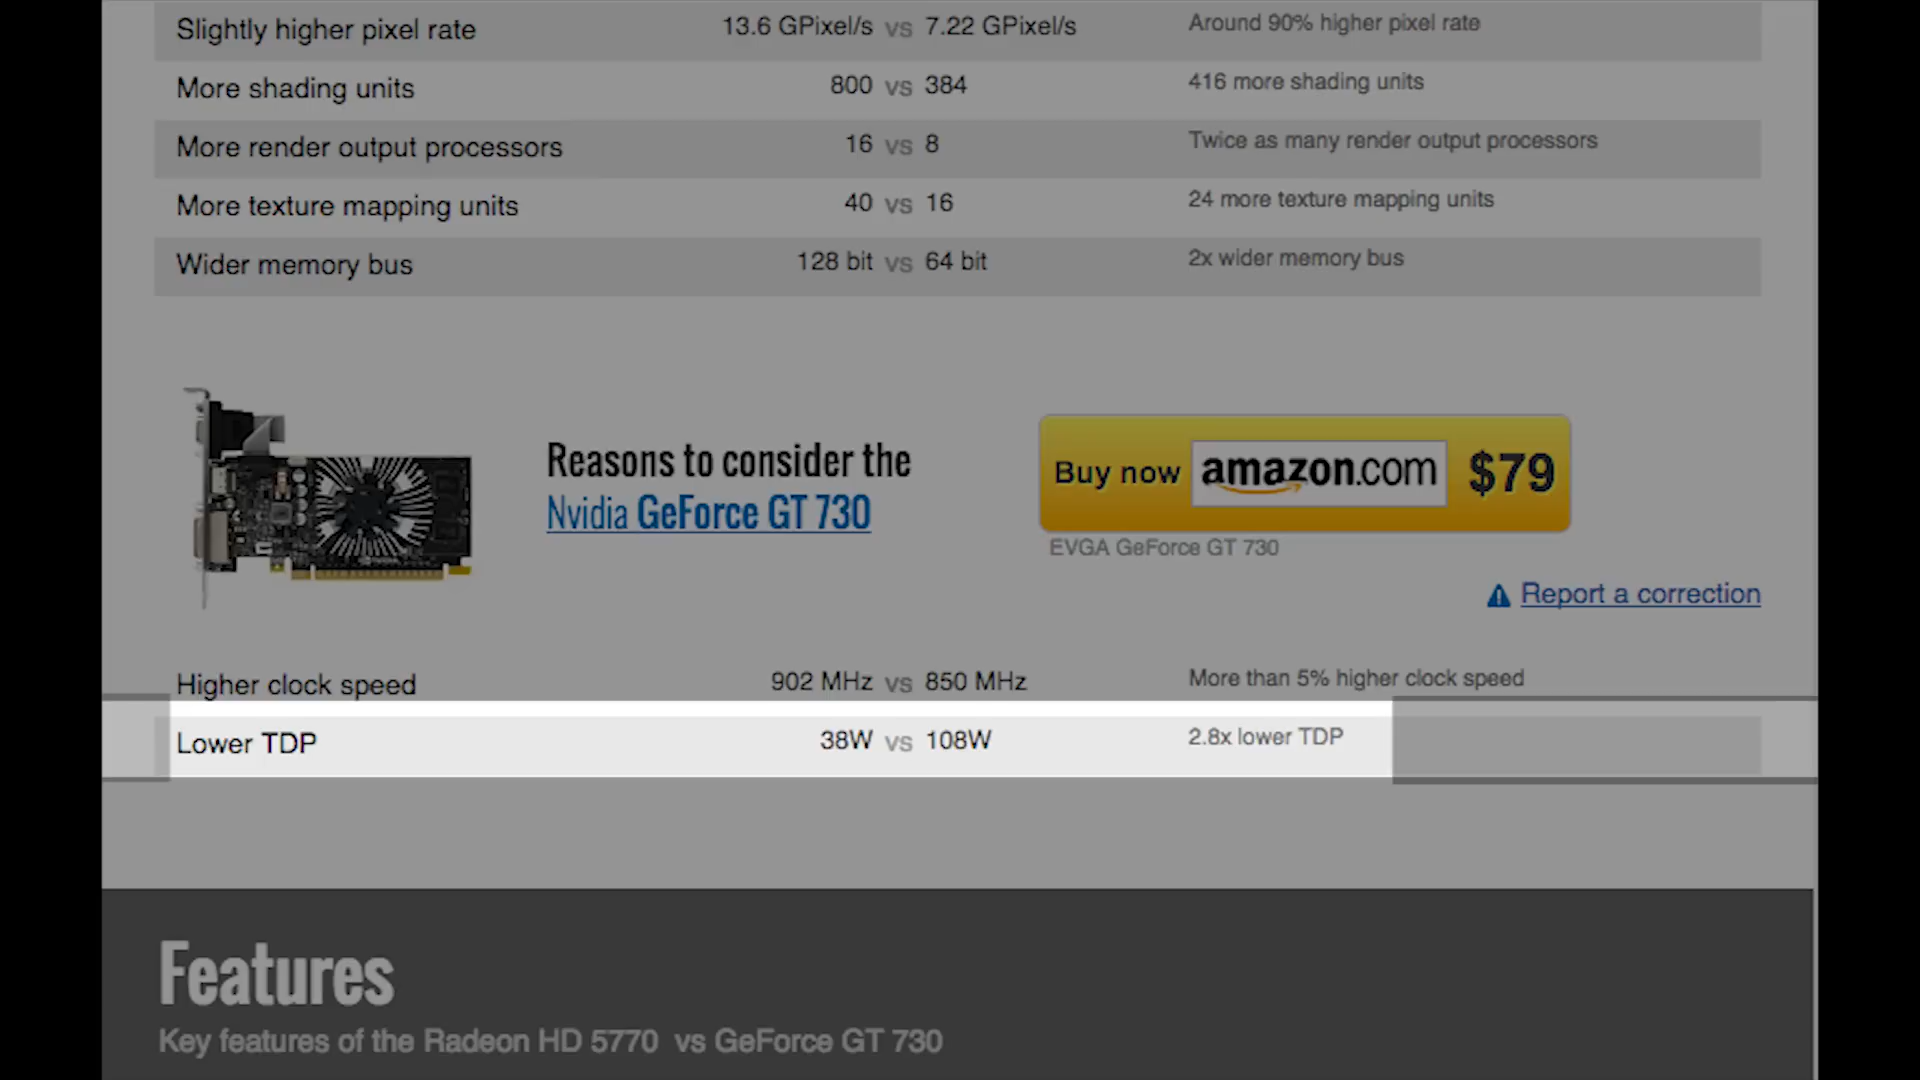 Slightly higher pixel rate 13.6 GPixel/s vs 7.22 GPixel/s Around 90% higher pixel rate
More shading units 800 vs 384 416 more shading units
More render output processors 16 vs 8 Twice as many render output processors
More texture mapping units 40 vs 16 24 more texture mapping units
Wider memory bus 128 bit vs 64 bit 2x wider memory bus
Reasons to consider the
Nvidia GeForce GT 730
Buy now amazon.com $79
EVGA GeForce GT 730
Report a correction
Higher clock speed 902 MHz vs 850 MHz More than 5% higher clock speed
Lower TDP 38W vs 108W 2.8x lower TDP
Features
Key features of the Radeon HD 5770 vs GeForce GT 730